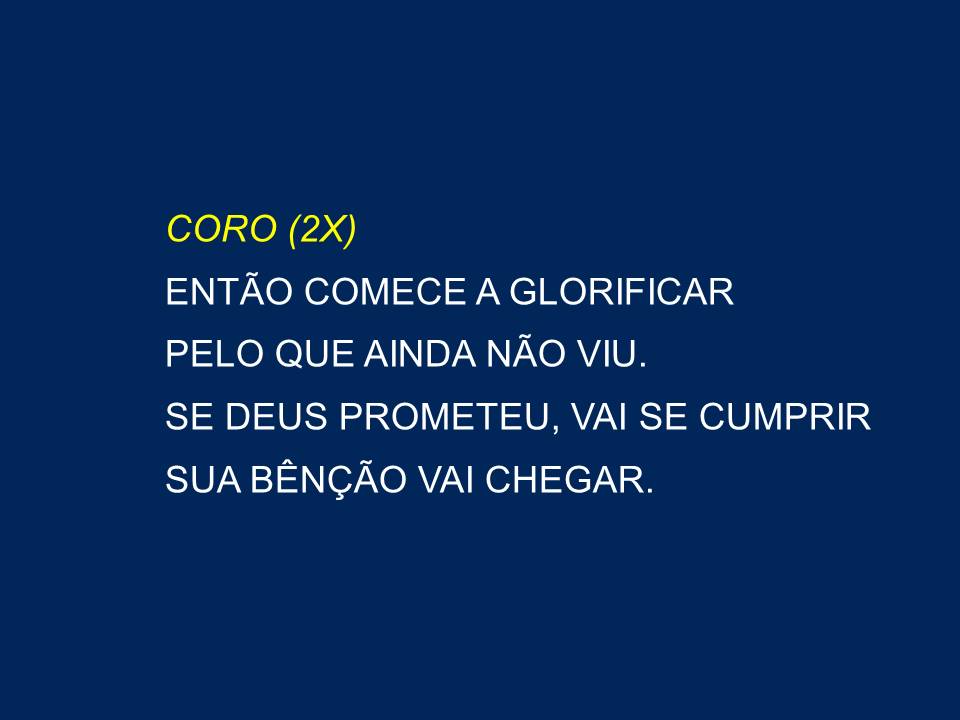 CORO (2X)
ENTÃO COMECE A GLORIFICAR
PELO QUE AINDA NÃO VIU.
SE DEUS PROMETEU, VAI SE CUMPRIR
SUA BÊNÇÃO VAI CHEGAR.